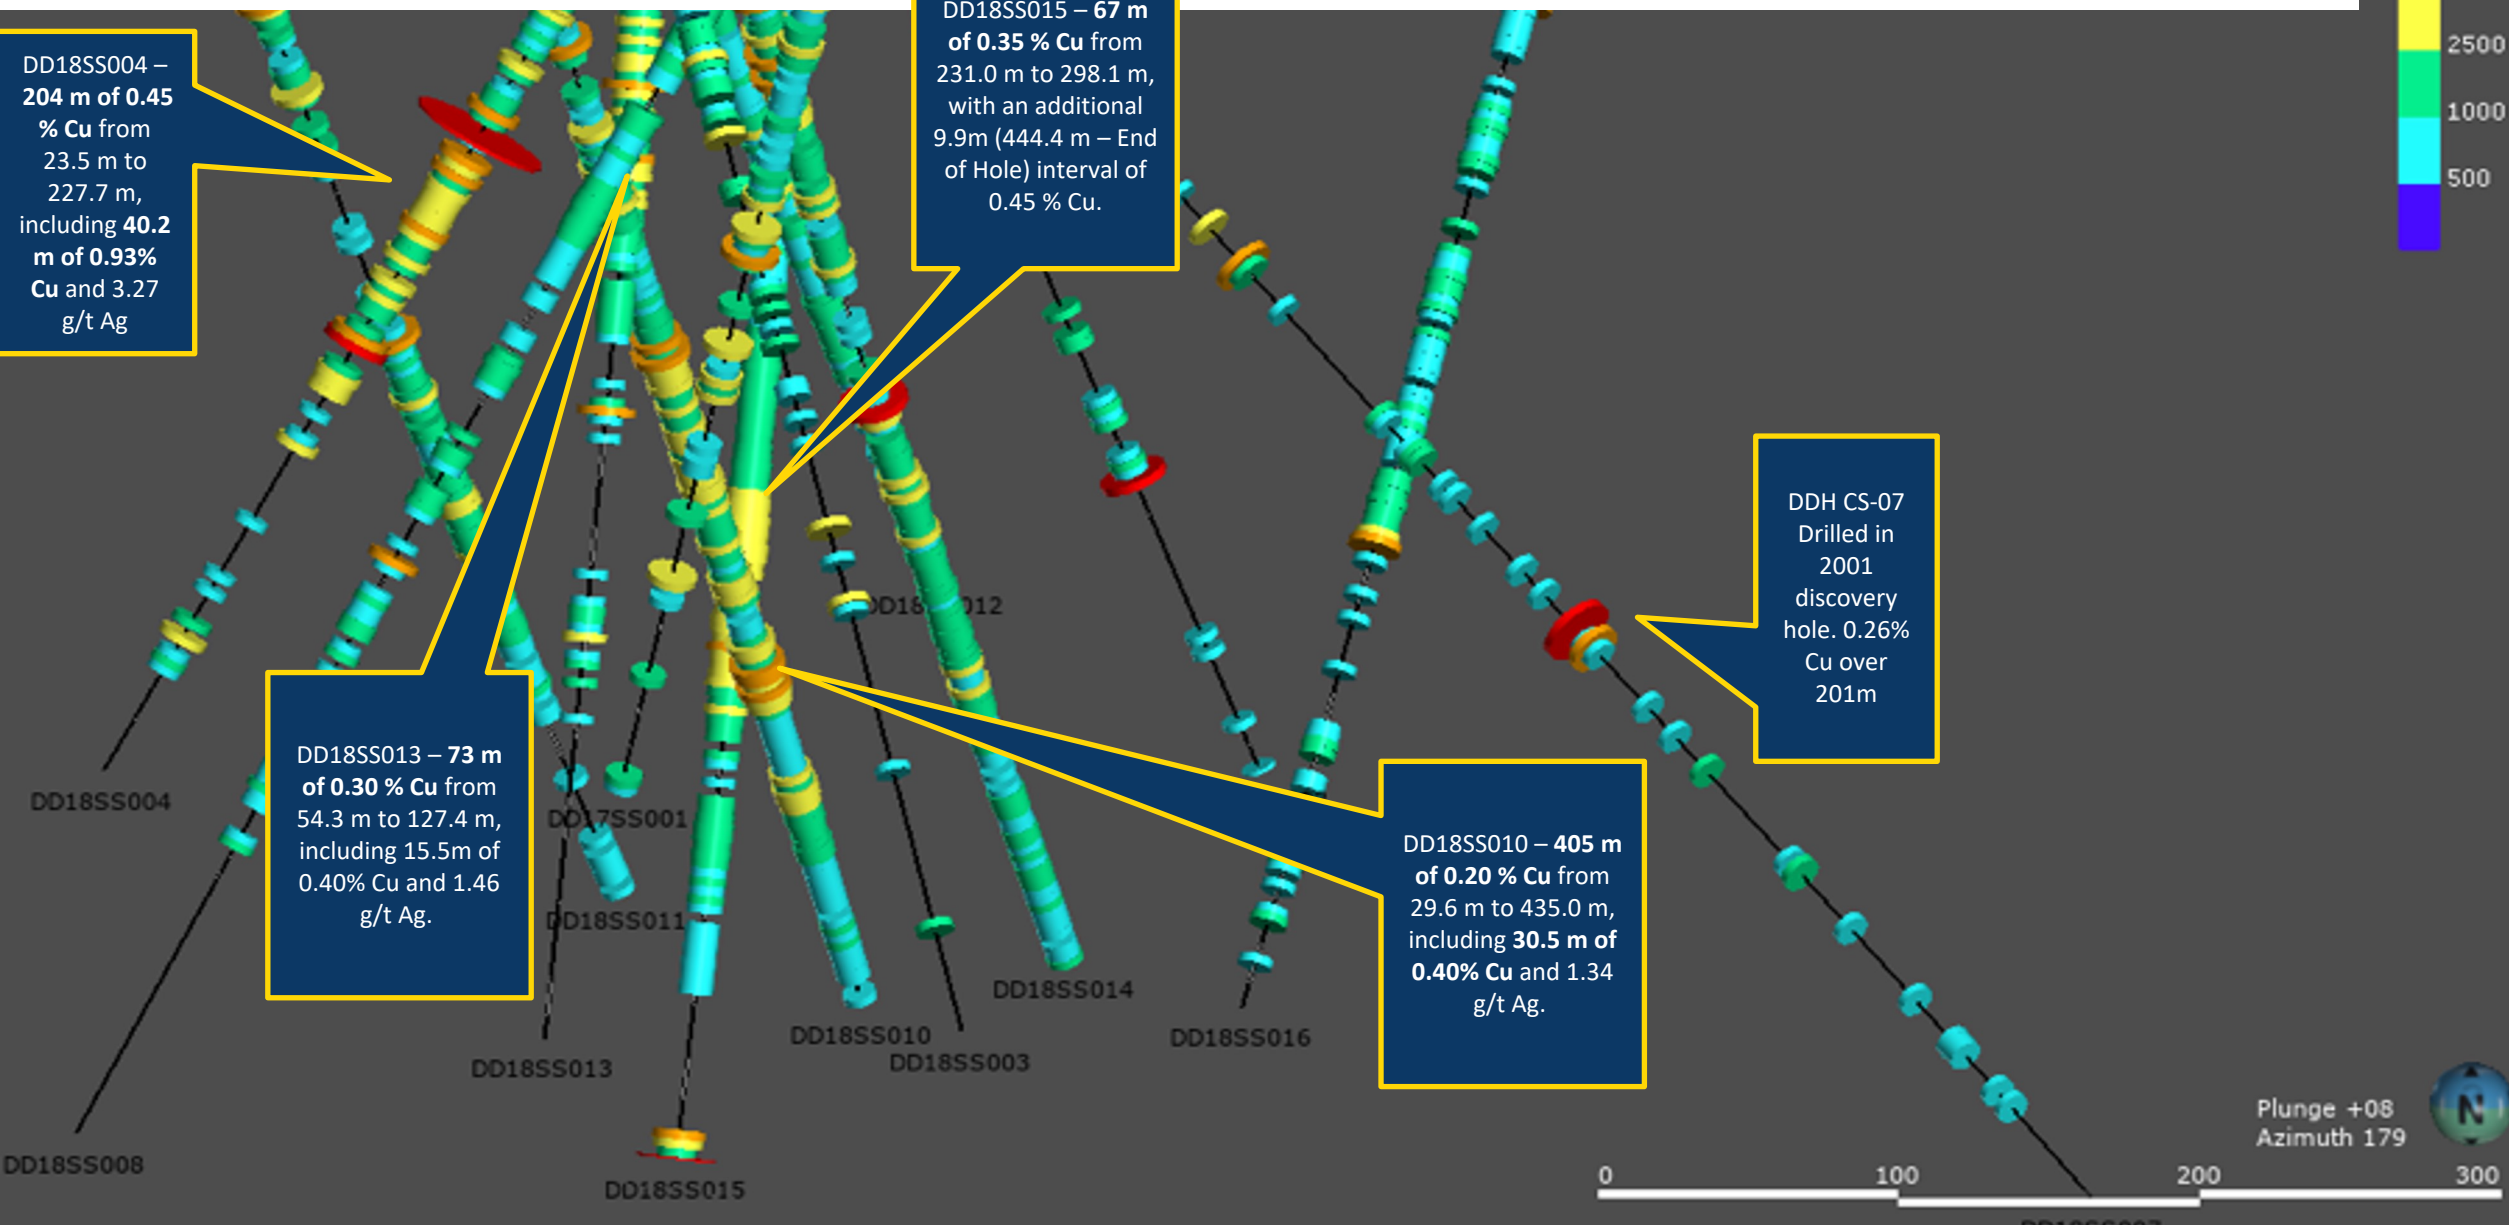 DD18SS015 – 67 m
of 0.35 % Cu from
231.0 m to 298.1 m,
with an additional
9.9m (444.4 m – End
of Hole) interval of
0.45 % Cu.
2500
1000
500
DD18SS004 –
204 m of 0.45
% Cu from
23.5 m to
227.7 m,
including 40.2
m of 0.93%
Cu and 3.27
g/t Ag
DDH CS-07
Drilled in
2001
discovery
hole. 0.26%
Cu over
201m
012
DD18SS013 – 73 m
of 0.30 % Cu from
54.3 m to 127.4 m,
including 15.5m of
0.40% Cu and 1.46
g/t Ag.
DD18SS010 – 405 m
of 0.20 % Cu from
29.6 m to 435.0 m,
including 30.5 m of
0.40% Cu and 1.34
g/t Ag.
DD18SS004
DD17SS001
DD18SS011
DD18SS014
DD18SS010
DD18SS016
DD18SS003
DD18SS013
DD18SS008
DD18SS015
Plunge +08
Azimuth 179
N
0 100 200 300